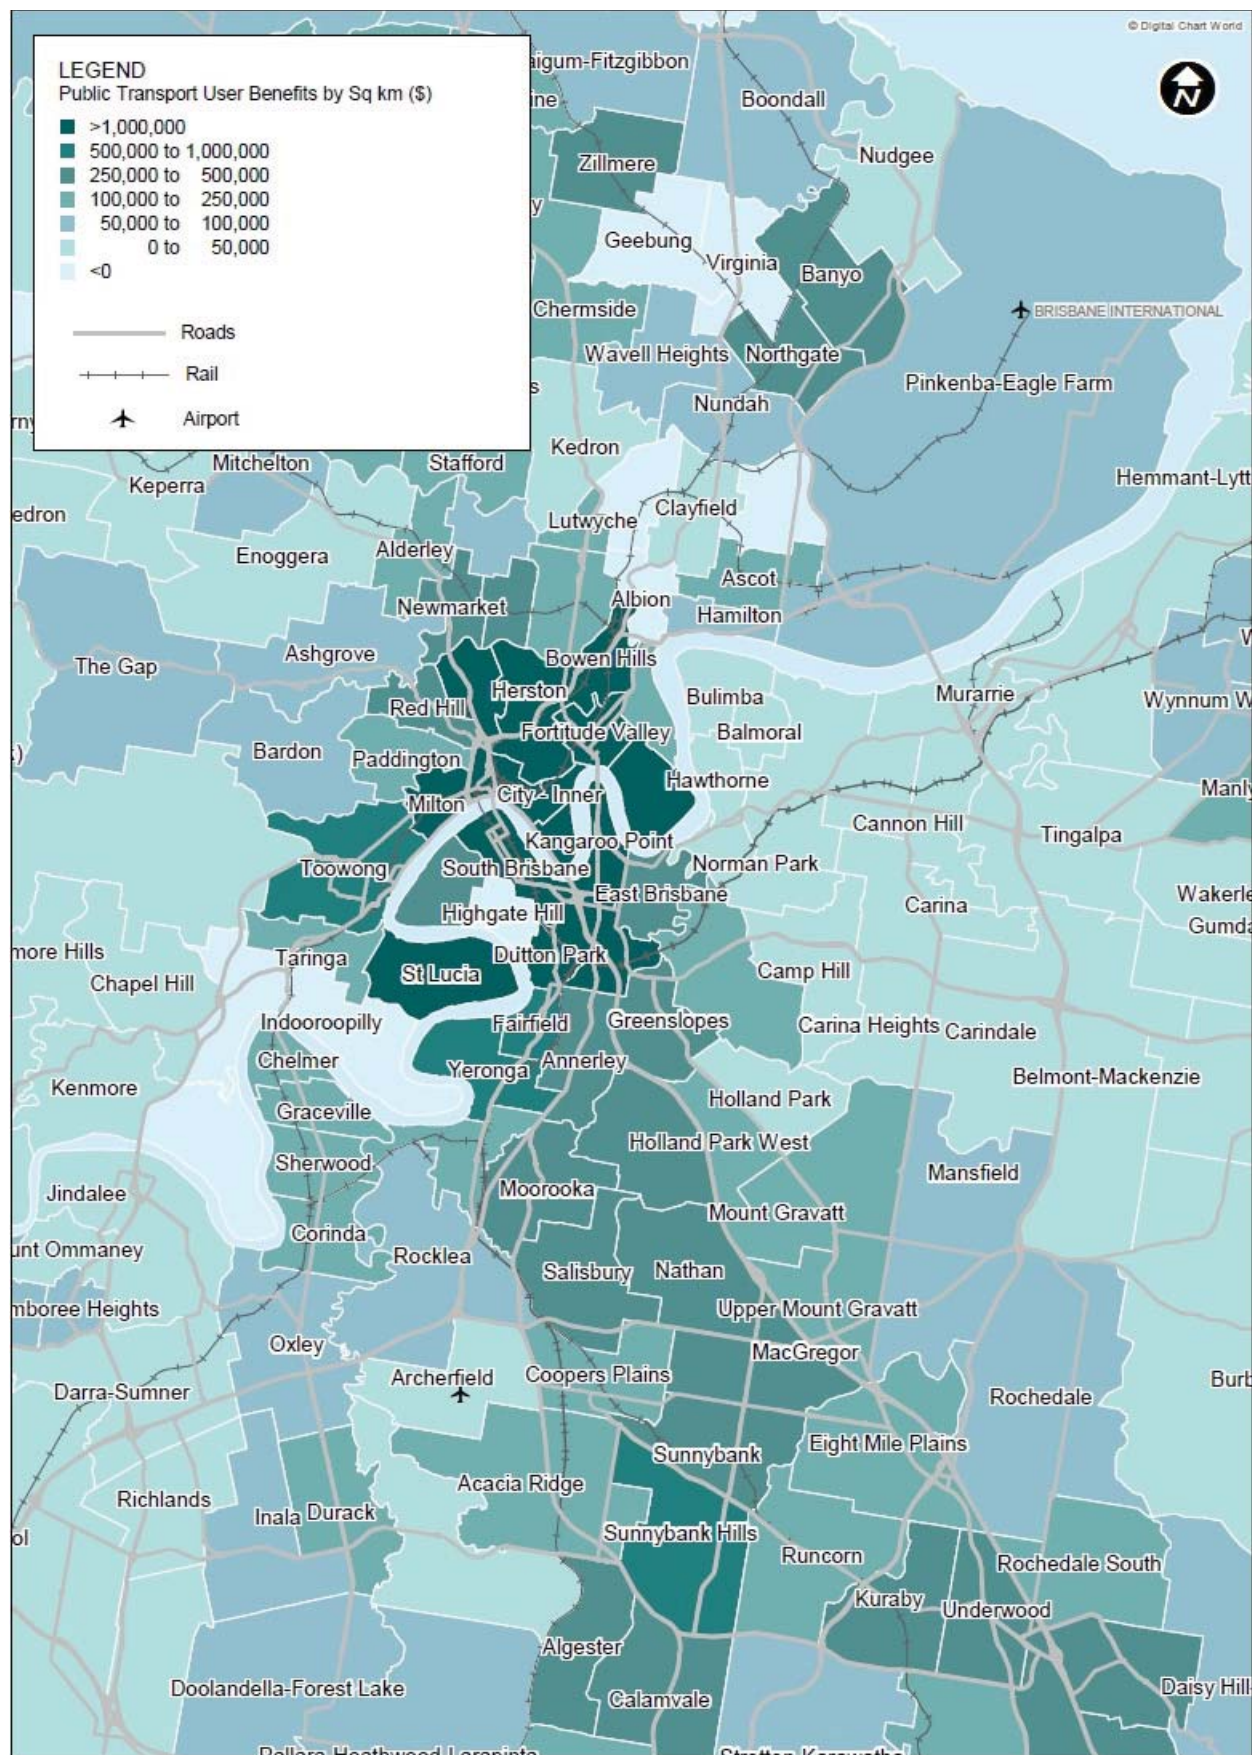 © Digital Chart World
N
LEGEND
Public Transport User Benefits by Sq km ($)
>1,000,000
500,000 to 1,000,000
250,000 to 500,000
100,000 to 250,000
50,000 to 100,000
0 to 50,000
<0
Roads
Rail
Airport
aigum-Fitzgibbon
ine
Boondall
Nudgee
Zillmere
y
Geebung
Virginia
Banyo
Chermside
BRISBANE INTERNATIONAL
Wavell Heights
Northgate
Pinkenba-Eagle Farm
s
Nundah
rny
Kedron
Mitchelton
Stafford
Keperra
Hemmant-Lytt
edron
Lutwyche
Clayfield
Enoggera
Alderley
Ascot
Newmarket
Albion
Hamilton
The Gap
Ashgrove
Bowen Hills
W
Herston
Bulimba
Murarrie
Wynnum W
Red Hill
Fortitude Valley
Balmoral
:)
Bardon
Paddington
Hawthorne
Manly
Milton
City - Inner
Cannon Hill
Tingalpa
Kangaroo Point
Toowong
South Brisbane
Norman Park
East Brisbane
Wakerle
Carina
Highgate Hill
Gumda
more Hills
Taringa
Dutton Park
Chapel Hill
St Lucia
Camp Hill
Indooroopilly
Fairfield
Greenslopes
Carina Heights
Carindale
Chelmer
Yeronga
Annerley
Kenmore
Belmont-Mackenzie
Graceville
Holland Park
Holland Park West
Sherwood
Mansfield
Jindalee
Moorooka
Mount Gravatt
Corinda
unt Ommaney
Rocklea
Salisbury
Nathan
mboree Heights
Upper Mount Gravatt
Oxley
MacGregor
Archerfield
Coopers Plains
Darra-Sumner
Rochedale
Burb
Sunnybank
Eight Mile Plains
Acacia Ridge
Richlands
Inala
Durack
Sunnybank Hills
ol
Runcorn
Rochedale South
Kuraby
Underwood
Algester
Doolandella-Forest Lake
Calamvale
Daisy Hill
Pallara-Heathwood-Larapinta
Stretton-Karawatha